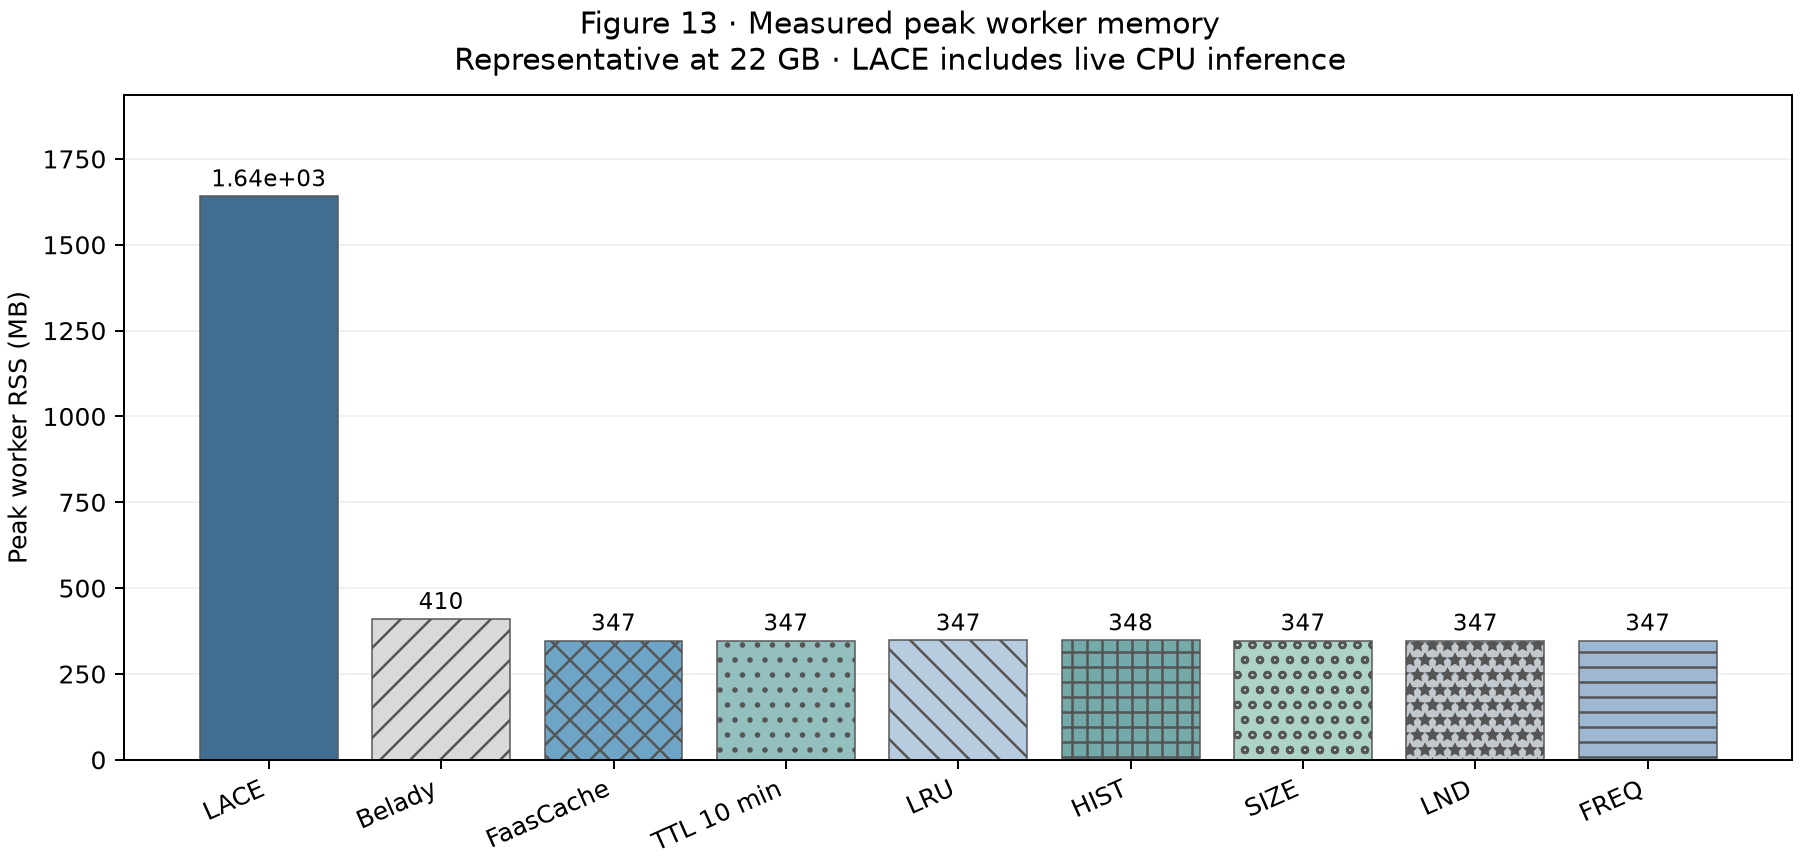 Figure 13 · Measured peak worker memory
Representative at 22 GB · LACE includes live CPU inference
Peak worker RSS (MB)
1750
1500
1250
1000
750
500
250
0
1.64e+03
410
347
347
347
348
347
347
347
LACE
Belady
FaasCache
TTL 10 min
LRU
HIST
SIZE
LND
FREQ